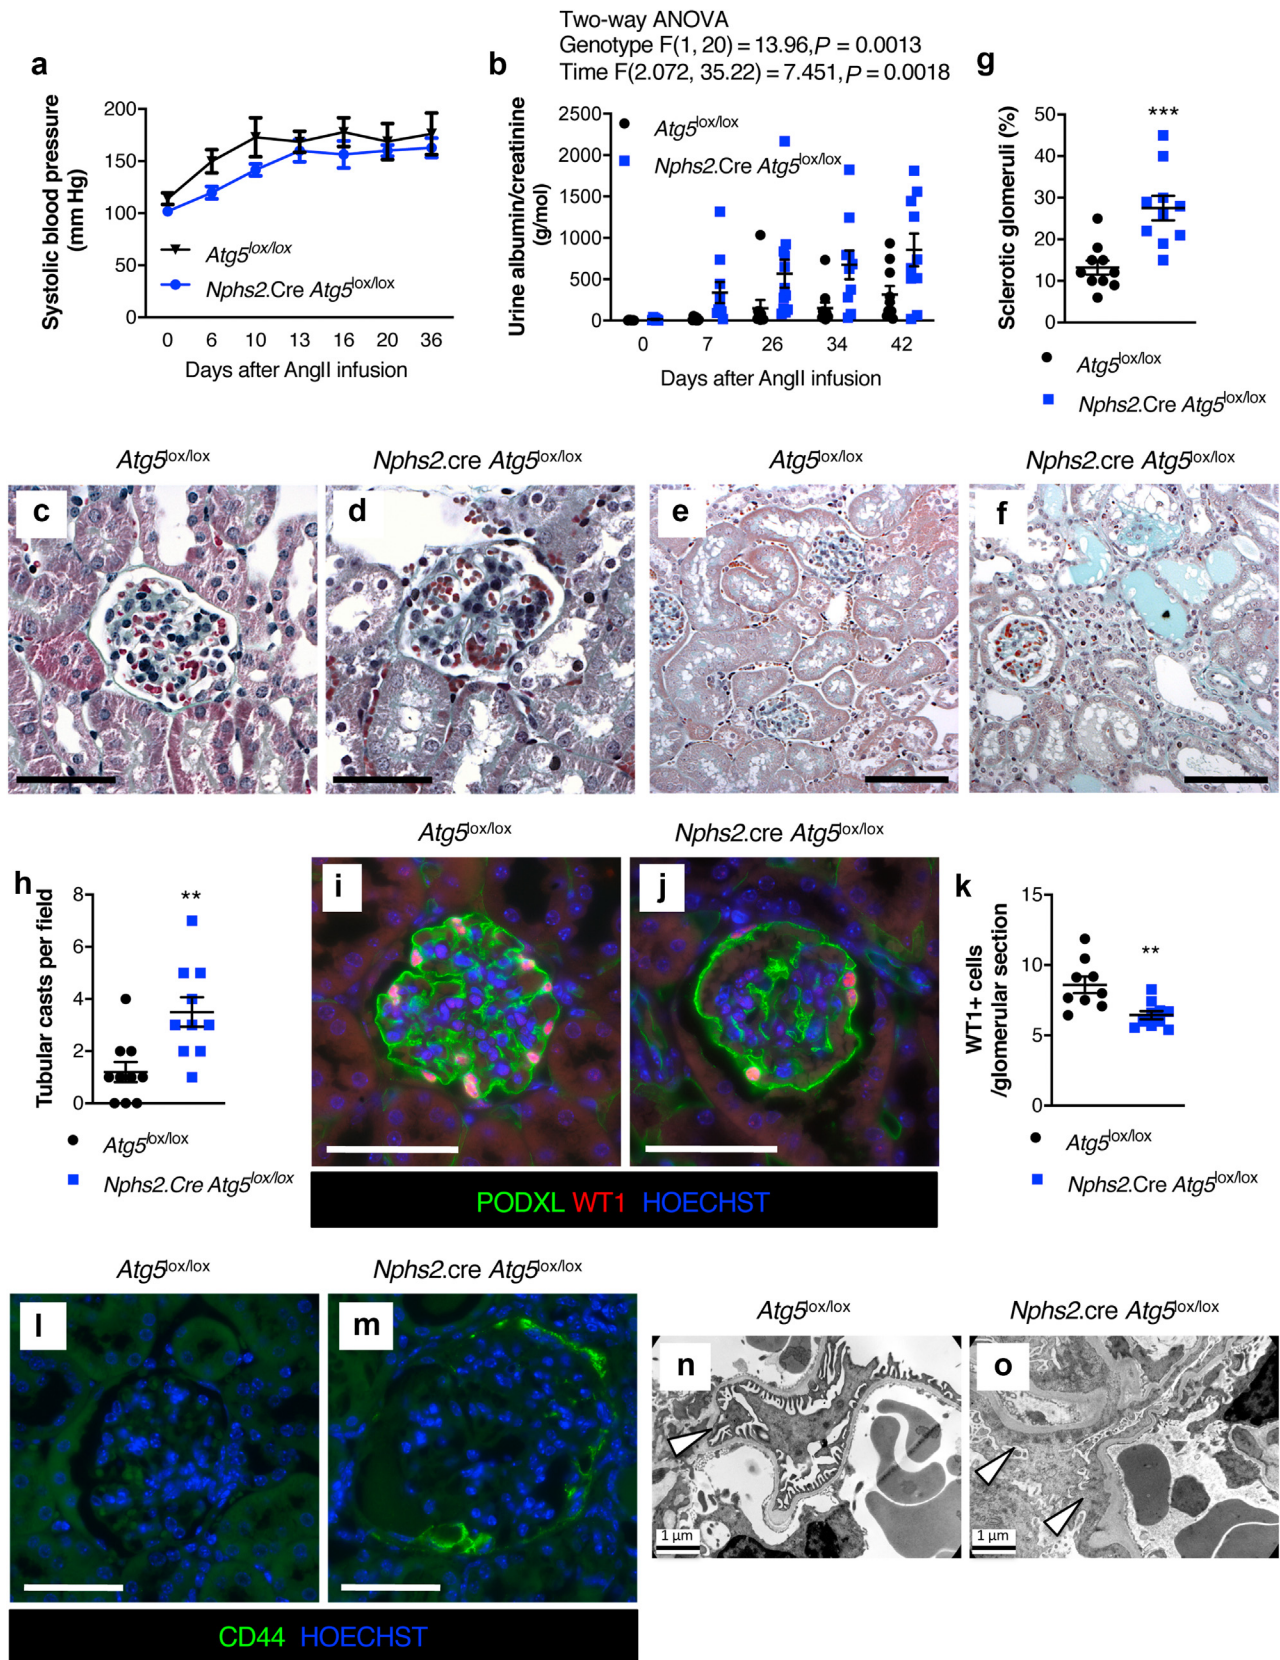 Two-way ANOVA
Genotype F(1, 20) = 13.96, P = 0.0013
Time F(2.072, 35.22) = 7.451, P = 0.0018
a
Systolic blood pressure
(mm Hg)
200
150
100
50
0
Atg5lox/lox
Nphs2.Cre Atg5lox/lox
0 6 10 13 16 20 36
Days after AngII infusion
b
Urine albumin/creatinine
(g/mol)
2500
2000
1500
1000
500
0
Atg5lox/lox
Nphs2.Cre Atg5lox/lox
0 7 26 34 42
Days after AngII infusion
g
Sclerotic glomeruli (%)
50
40
30
20
10
0
***
Atg5lox/lox
Nphs2.Cre Atg5lox/lox
Atg5lox/lox
Nphs2.cre Atg5lox/lox
Atg5lox/lox
Nphs2.cre Atg5lox/lox
c
d
e
f
h
Tubular casts per field
8
6
4
2
0
**
Atg5lox/lox
Nphs2.Cre Atg5lox/lox
Atg5lox/lox
Nphs2.cre Atg5lox/lox
i
j
PODXL WT1 HOECHST
k
WT1+ cells
/glomerular section
15
10
5
0
**
Atg5lox/lox
Nphs2.Cre Atg5lox/lox
Atg5lox/lox
Nphs2.cre Atg5lox/lox
l
m
CD44 HOECHST
Atg5lox/lox
Nphs2.cre Atg5lox/lox
n
1 µm
o
1 µm